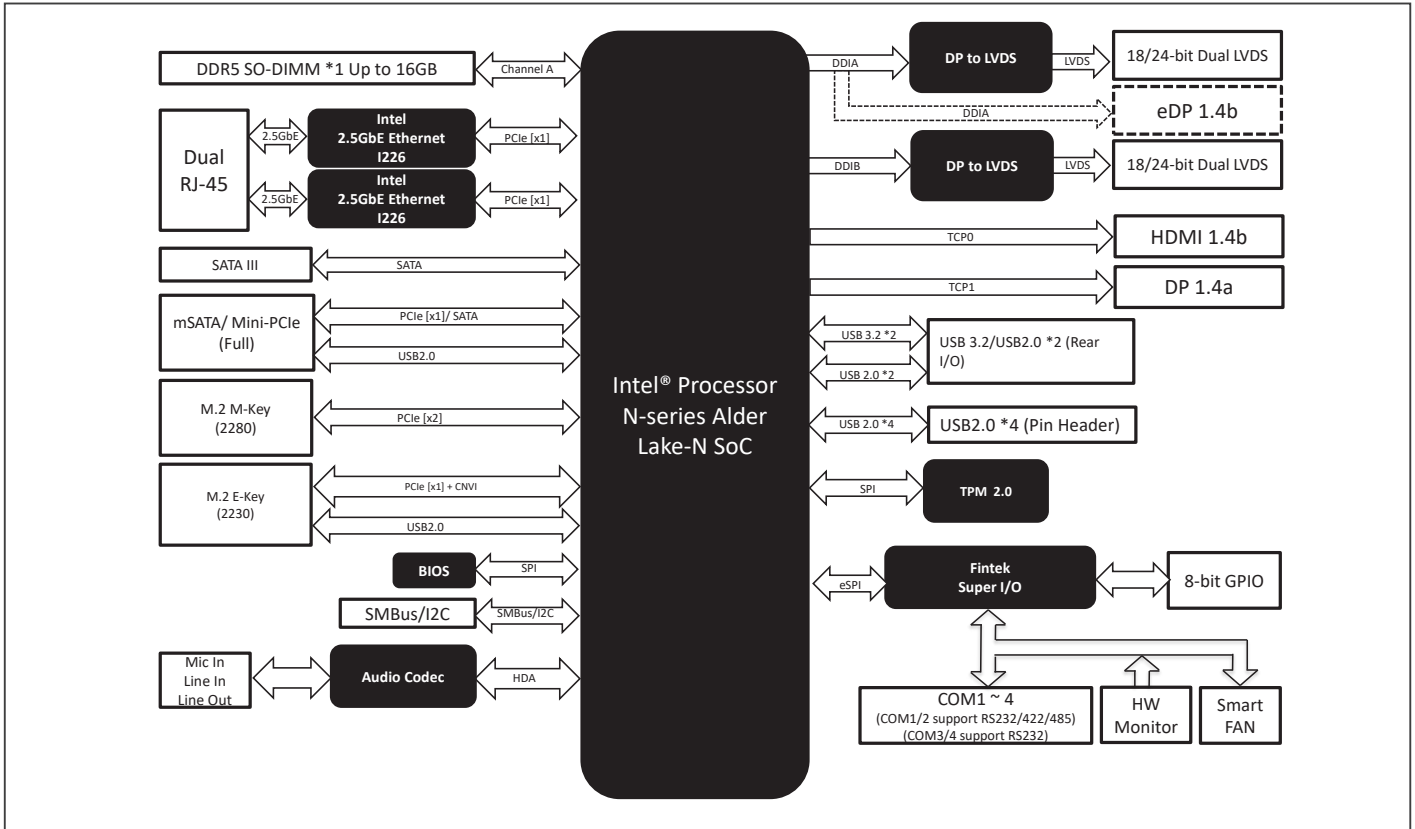 DDR5 SO-DIMM *1 Up to 16GB
Channel A
Dual
RJ-45
2.5GbE
Intel
2.5GbE Ethernet
I226
PCIe [x1]
2.5GbE
Intel
2.5GbE Ethernet
I226
PCIe [x1]
SATA III
SATA
mSATA/ Mini-PCIe
(Full)
PCIe [x1]/ SATA
USB2.0
M.2 M-Key
(2280)
PCIe [x2]
M.2 E-Key
(2230)
PCIe [x1] + CNVI
USB2.0
BIOS
SPI
SMBus/I2C
SMBus/I2C
Mic In
Line In
Line Out
Audio Codec
HDA
Intel® Processor
N-series Alder
Lake-N SoC
DDIA
DP to LVDS
LVDS
18/24-bit Dual LVDS
DDIA
eDP 1.4b
DDIB
DP to LVDS
LVDS
18/24-bit Dual LVDS
TCP0
HDMI 1.4b
TCP1
DP 1.4a
USB 3.2 *2
USB 2.0 *2
USB 3.2/USB2.0 *2 (Rear
I/O)
USB 2.0 *4
USB2.0 *4 (Pin Header)
SPI
TPM 2.0
eSPI
Fintek
Super I/O
8-bit GPIO
COM1 ~ 4
(COM1/2 support RS232/422/485)
(COM3/4 support RS232)
HW
Monitor
Smart
FAN